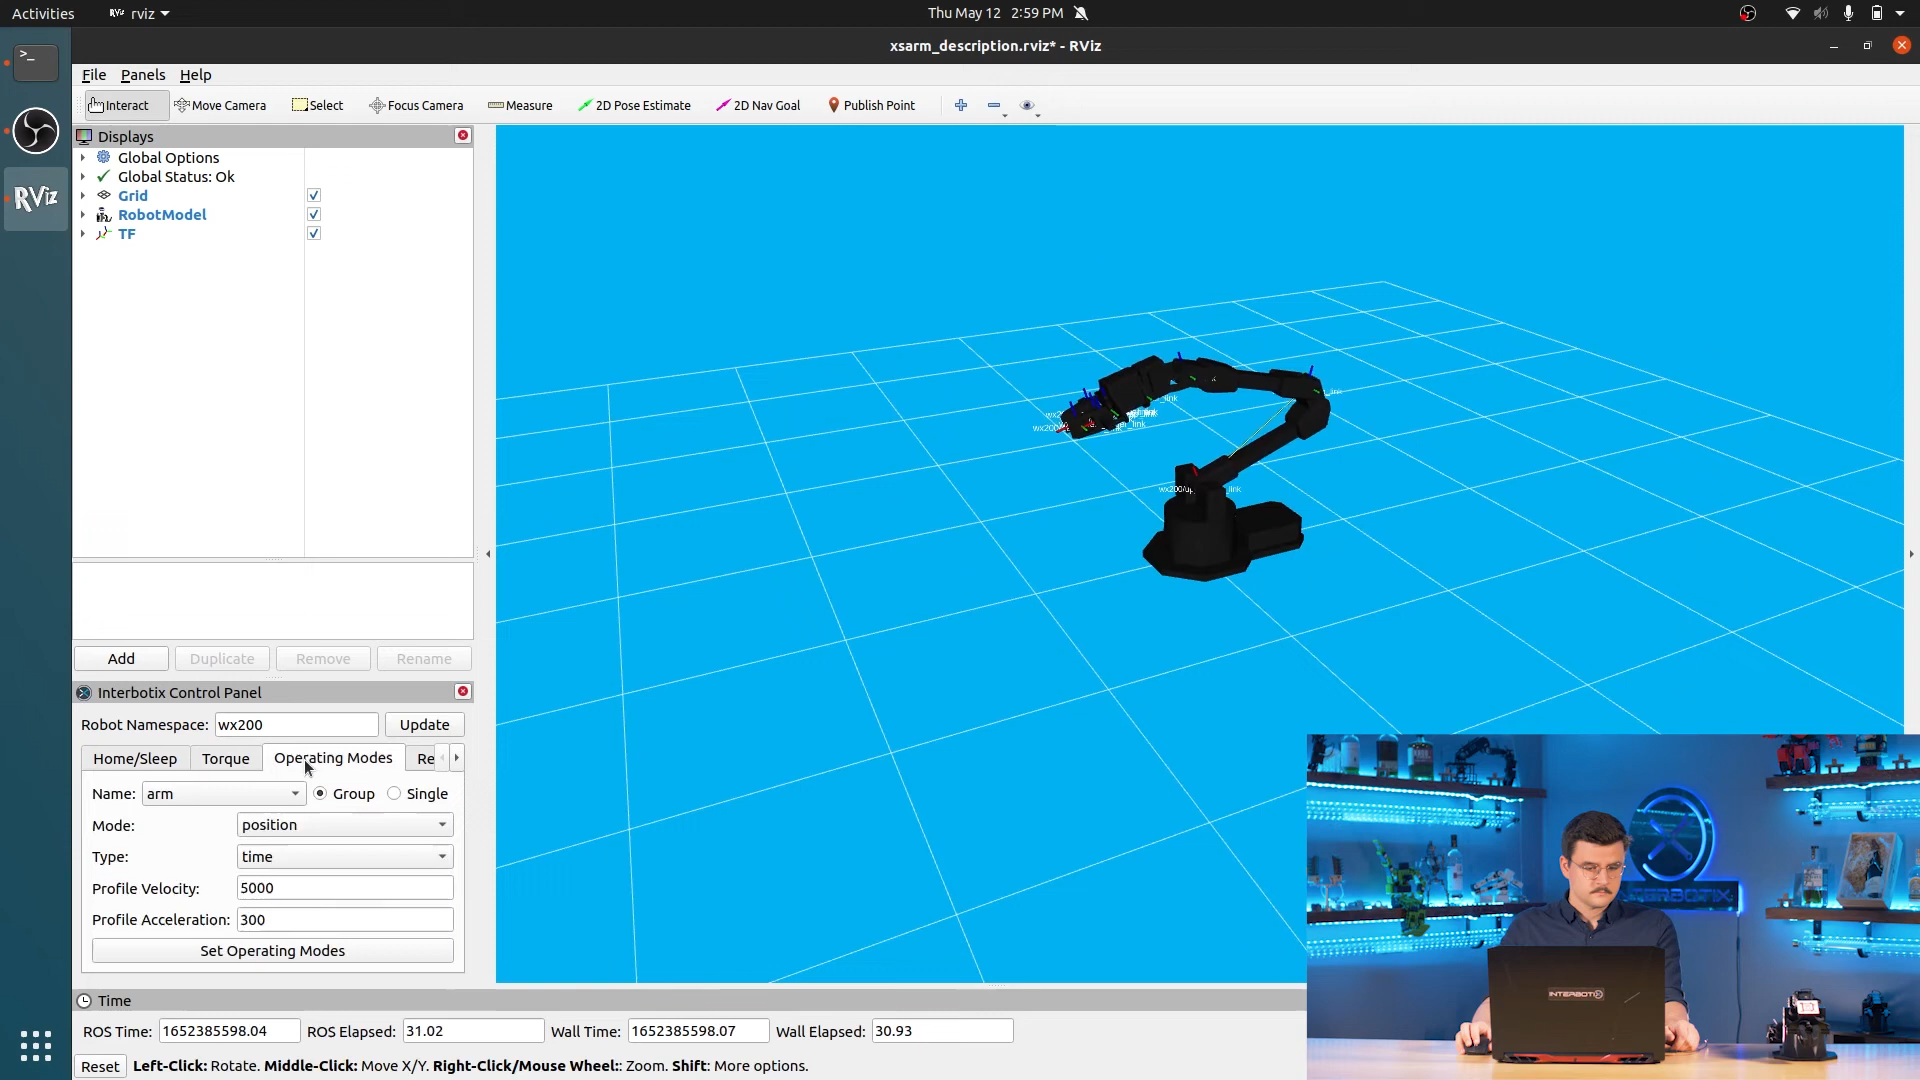 Activities
RViz rviz
Thu May 12 2:59 PM
xsarm_description.rviz* - RViz
File Panels Help
Interact Move Camera Select Focus Camera Measure 2D Pose Estimate 2D Nav Goal Publish Point
RViz
Displays
Global Options
Global Status: Ok
Grid
RobotModel
TF
Add Duplicate Remove Rename
Interbotix Control Panel
Robot Namespace: wx200 Update
Home/Sleep Torque Operating Modes Re
Name: arm Group Single
Mode: position
Type: time
Profile Velocity: 5000
Profile Acceleration: 300
Set Operating Modes
Time
ROS Time: 1652385598.04 ROS Elapsed: 31.02 Wall Time: 1652385598.07 Wall Elapsed: 30.93
Reset Left-Click: Rotate. Middle-Click: Move X/Y. Right-Click/Mouse Wheel:: Zoom. Shift: More options.
INTERBOTIX